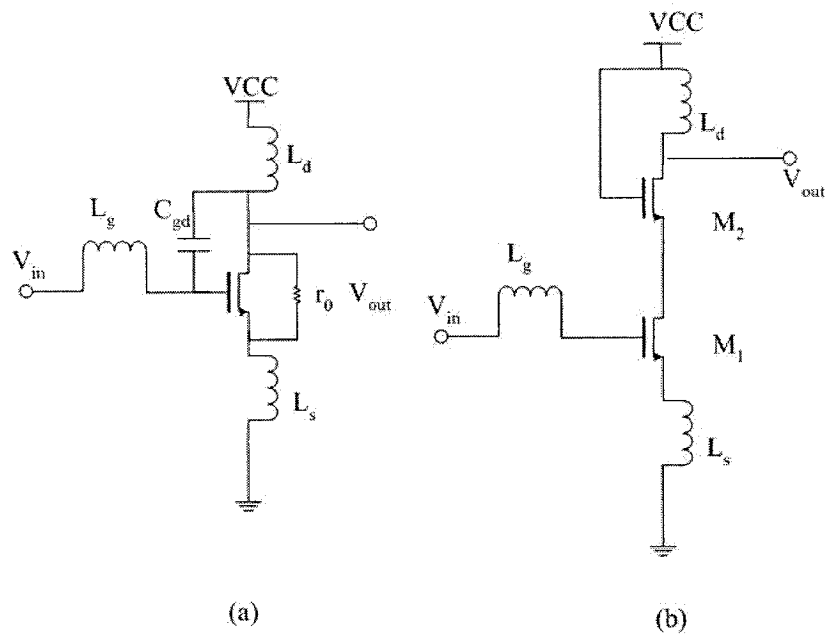 VCC
L_d
C_gd
L_g
V_in
r_0
V_out
L_s
(a)
VCC
L_d
V_out
M_2
L_g
V_in
M_1
L_s
(b)